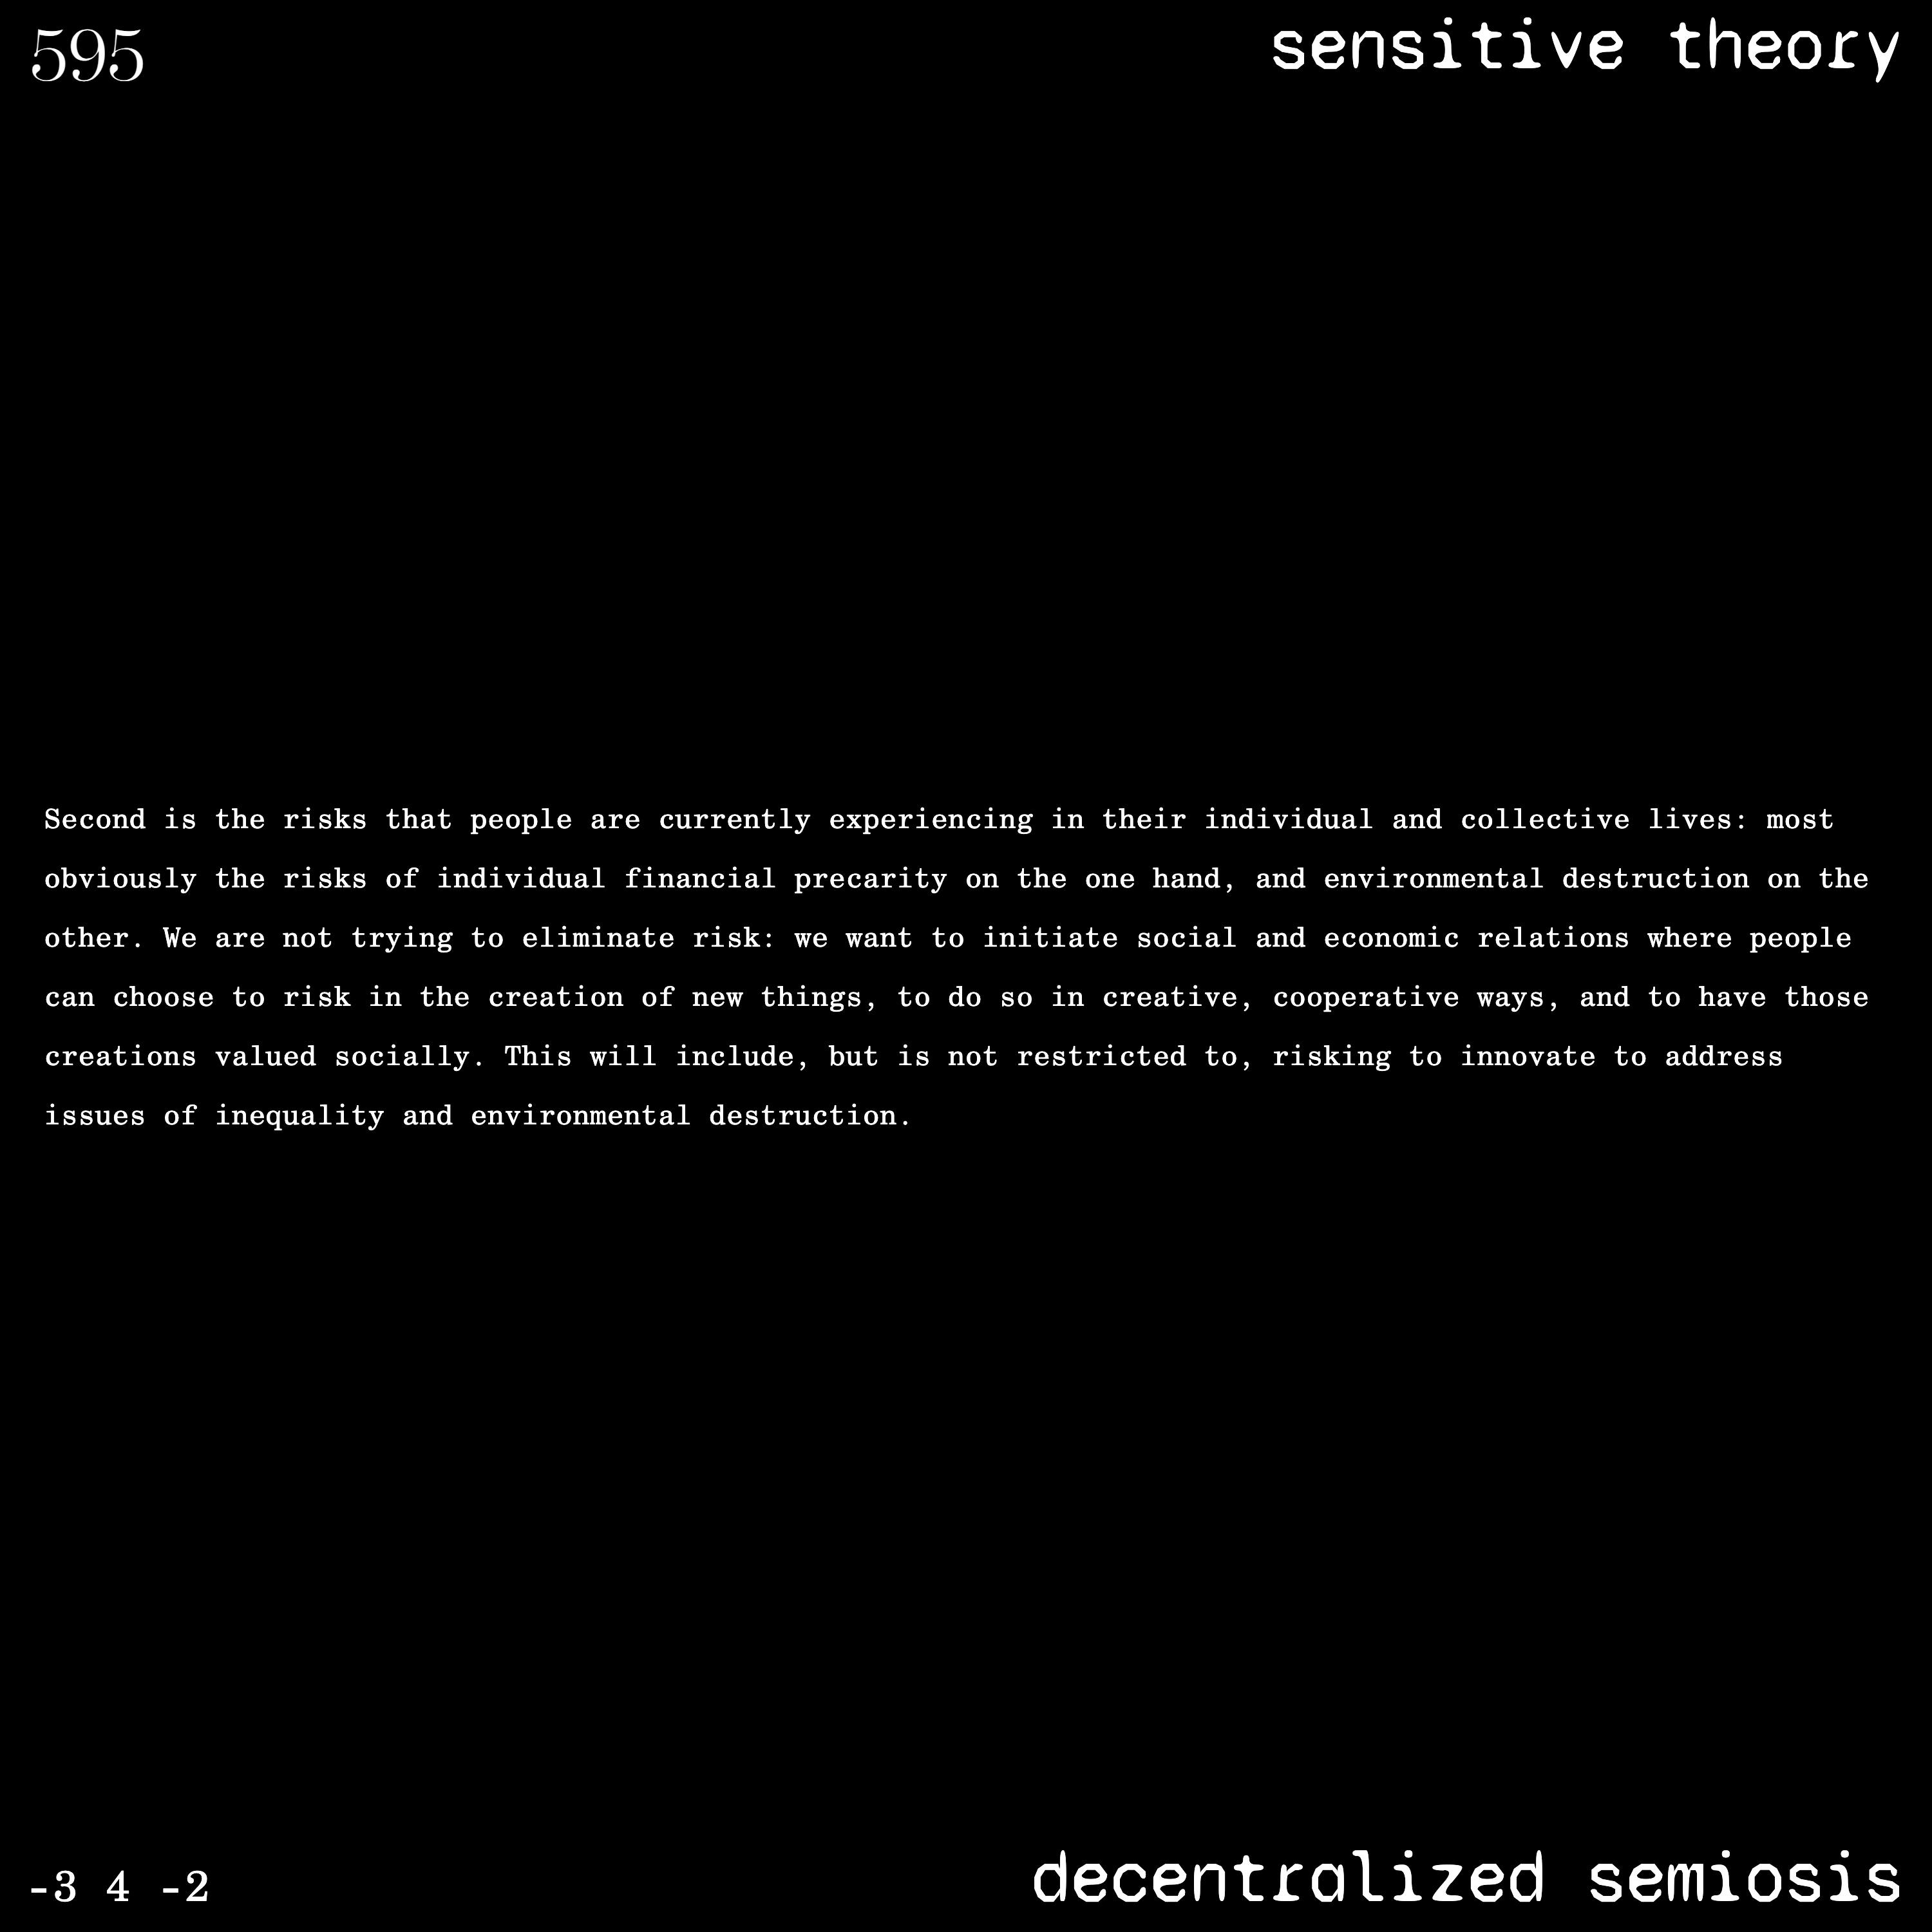 595
sensitive theory
Second is the risks that people are currently experiencing in their individual and collective lives: most
obviously the risks of individual financial precarity on the one hand, and environmental destruction on the
other. We are not trying to eliminate risk: we want to initiate social and economic relations where people
can choose to risk in the creation of new things, to do so in creative, cooperative ways, and to have those
creations valued socially. This will include, but is not restricted to, risking to innovate to address
issues of inequality and environmental destruction.
-3 4 -2
decentralized semiosis